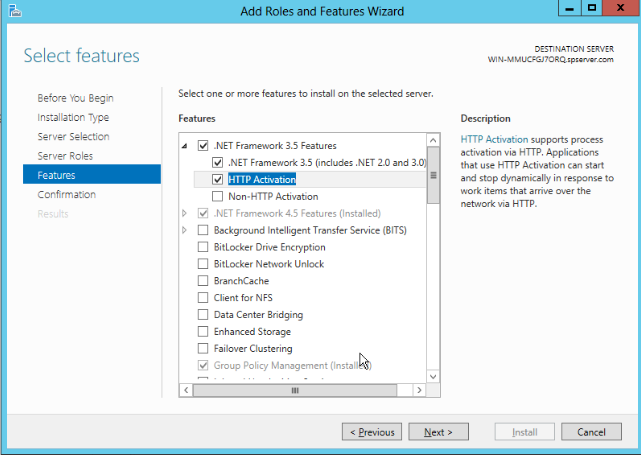 Add Roles and Features Wizard
Select features
DESTINATION SERVER
WIN-MMUCFGJ7ORQ.spserver.com
Before You Begin
Installation Type
Server Selection
Server Roles
Features
Confirmation
Results
Select one or more features to install on the selected server.
Features
.NET Framework 3.5 Features
.NET Framework 3.5 (includes .NET 2.0 and 3.0)
HTTP Activation
Non-HTTP Activation
.NET Framework 4.5 Features (Installed)
Background Intelligent Transfer Service (BITS)
BitLocker Drive Encryption
BitLocker Network Unlock
BranchCache
Client for NFS
Data Center Bridging
Enhanced Storage
Failover Clustering
Group Policy Management (Installed)
Description
HTTP Activation supports process
activation via HTTP. Applications
that use HTTP Activation can start
and stop dynamically in response to
work items that arrive over the
network via HTTP.
< Previous
Next >
Install
Cancel